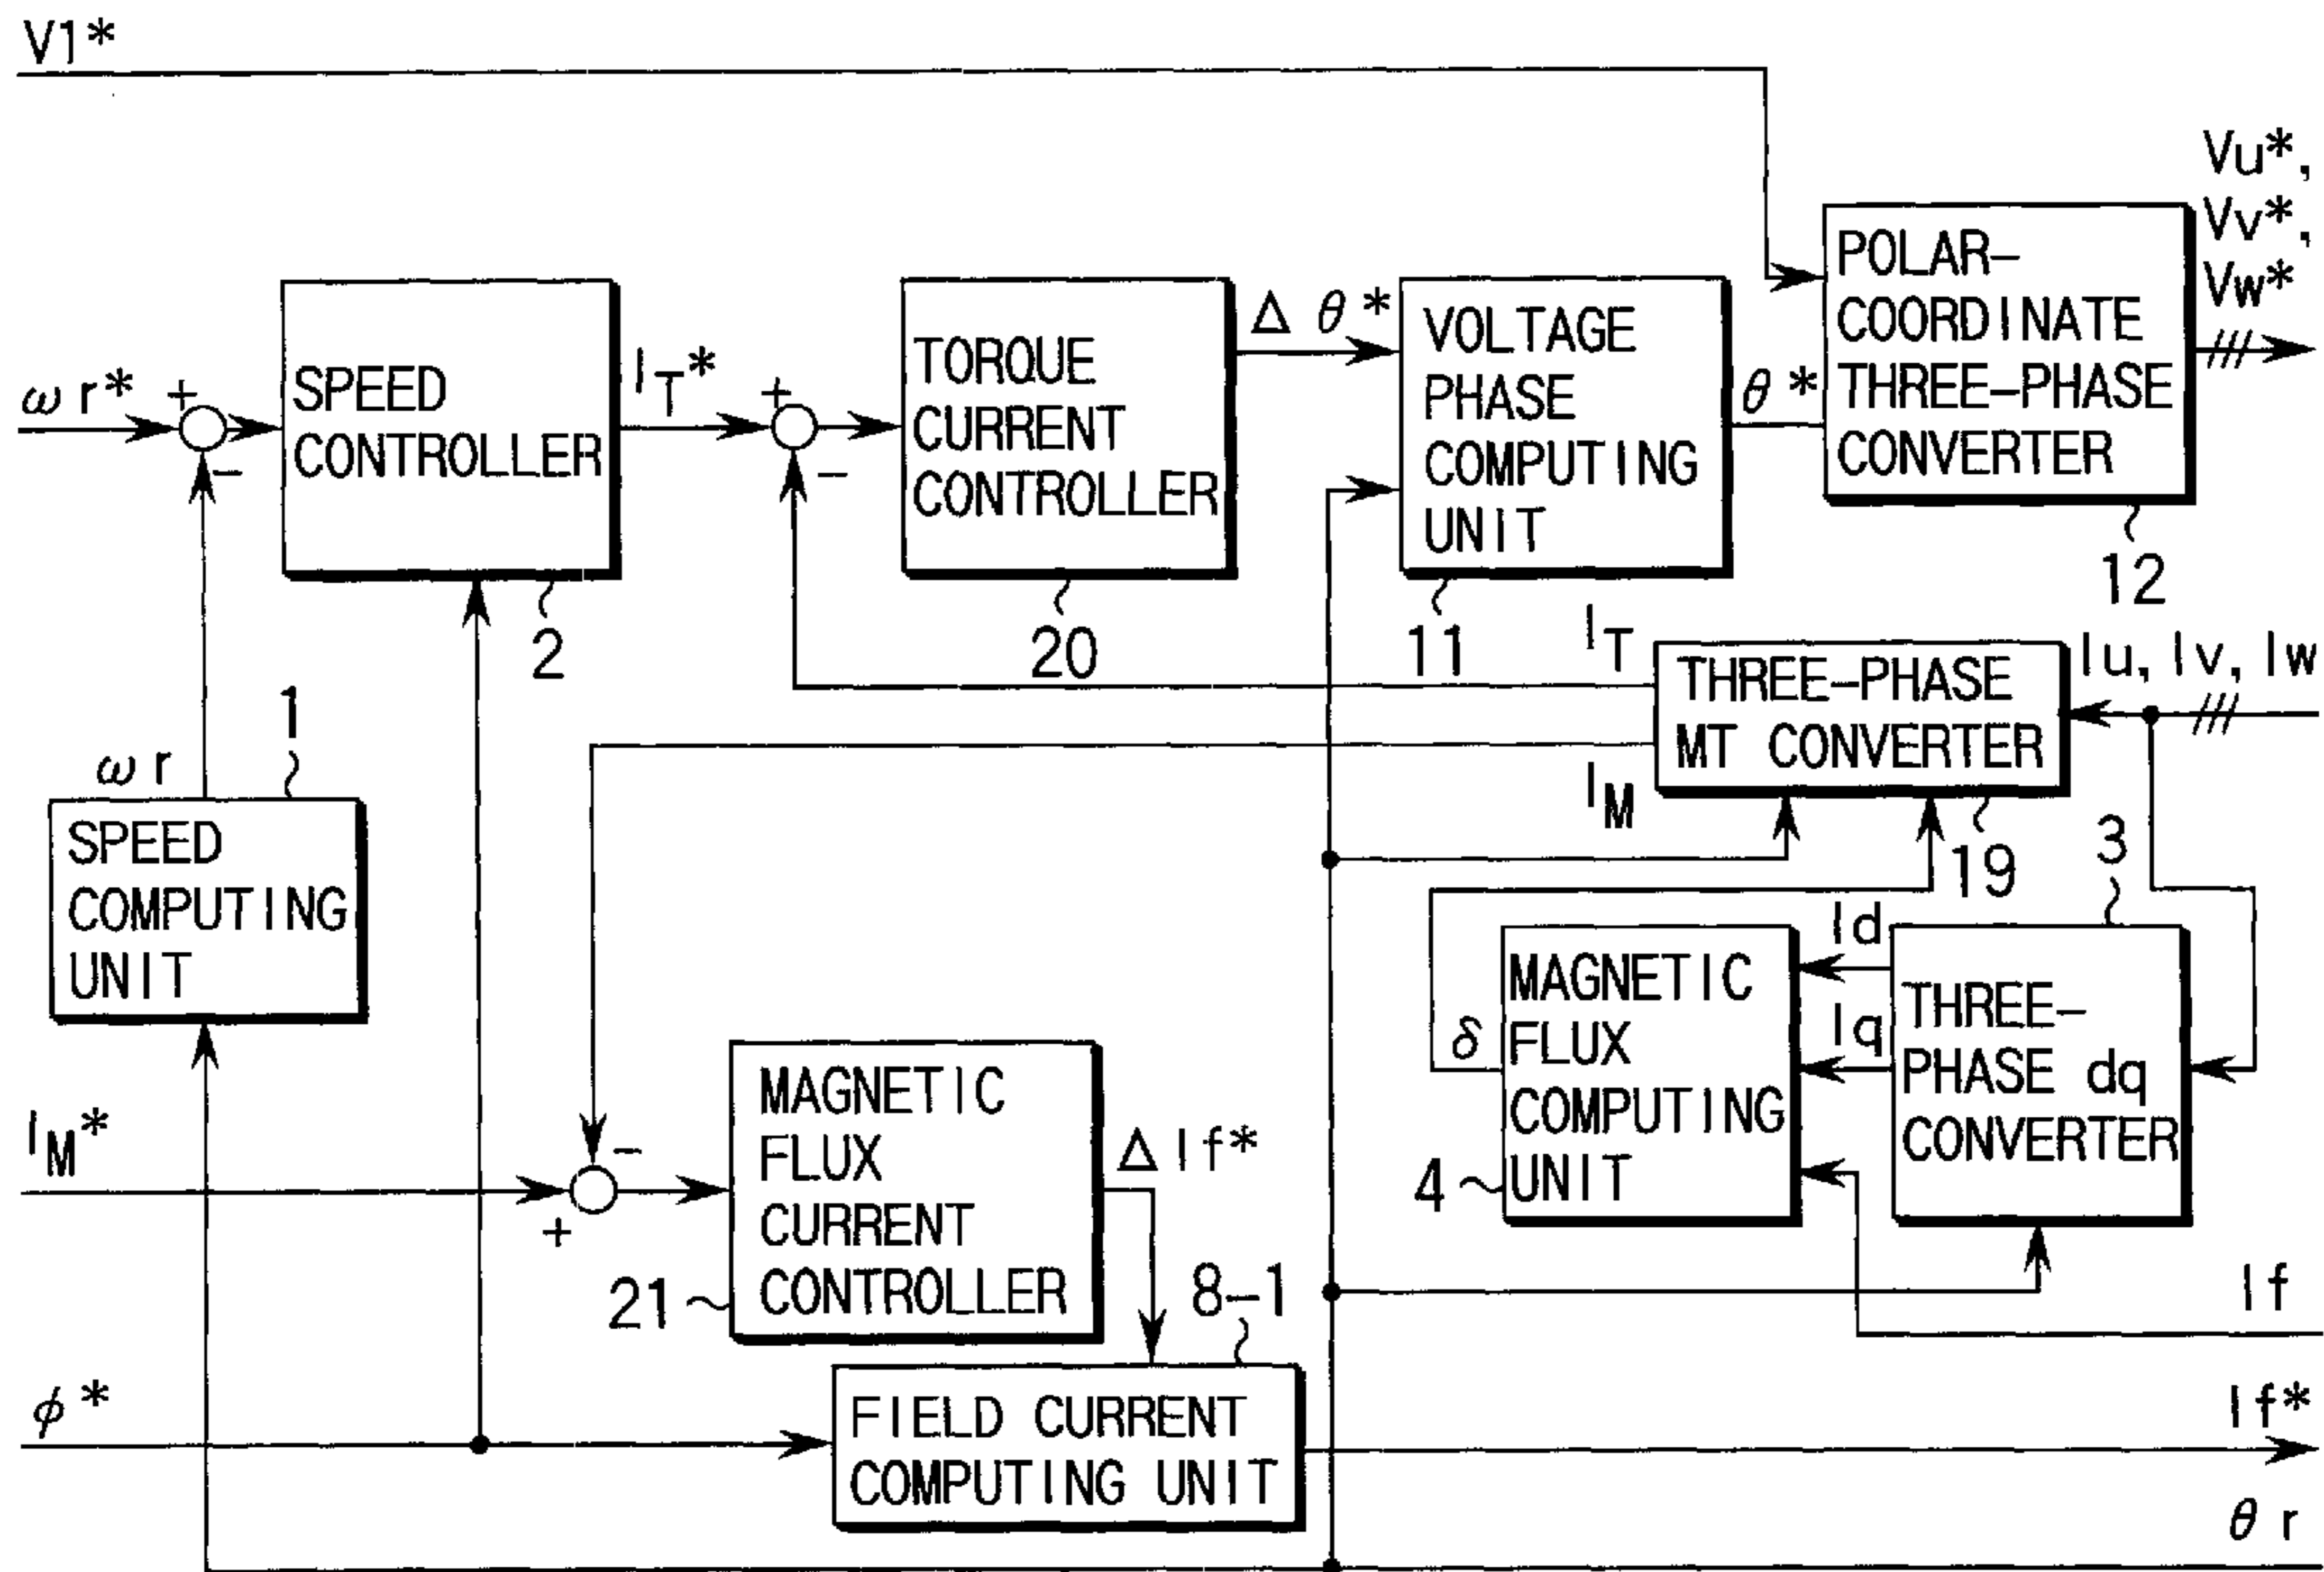 V1*
Vu*,
Vv*,
Vw*
ωr*
+
-
SPEED
CONTROLLER
2
IT*
+
-
TORQUE
CURRENT
CONTROLLER
20
Δθ*
VOLTAGE
PHASE
COMPUTING
UNIT
11
θ*
POLAR-
COORDINATE
THREE-PHASE
CONVERTER
12
IT
IM
THREE-PHASE
MT CONVERTER
19
Iu, Iv, Iw
ωr
1
SPEED
COMPUTING
UNIT
δ
MAGNETIC
FLUX
COMPUTING
UNIT
4
Id
Iq
3
THREE-
PHASE dq
CONVERTER
IM*
-
+
MAGNETIC
FLUX
CURRENT
CONTROLLER
21
ΔIf*
8-1
If
φ*
FIELD CURRENT
COMPUTING UNIT
If*
θr